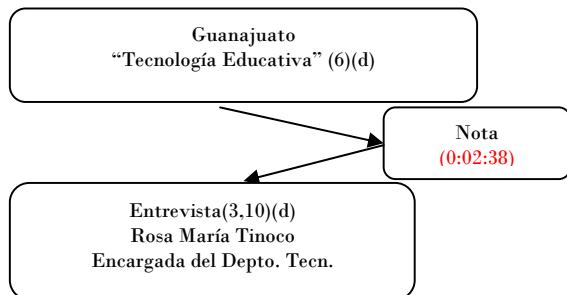 Guanajuato
“Tecnología Educativa” (6)(d)
Nota
(0:02:38)
Entrevista(3,10)(d)
Rosa María Tinoco
Encargada del Depto. Tecn.